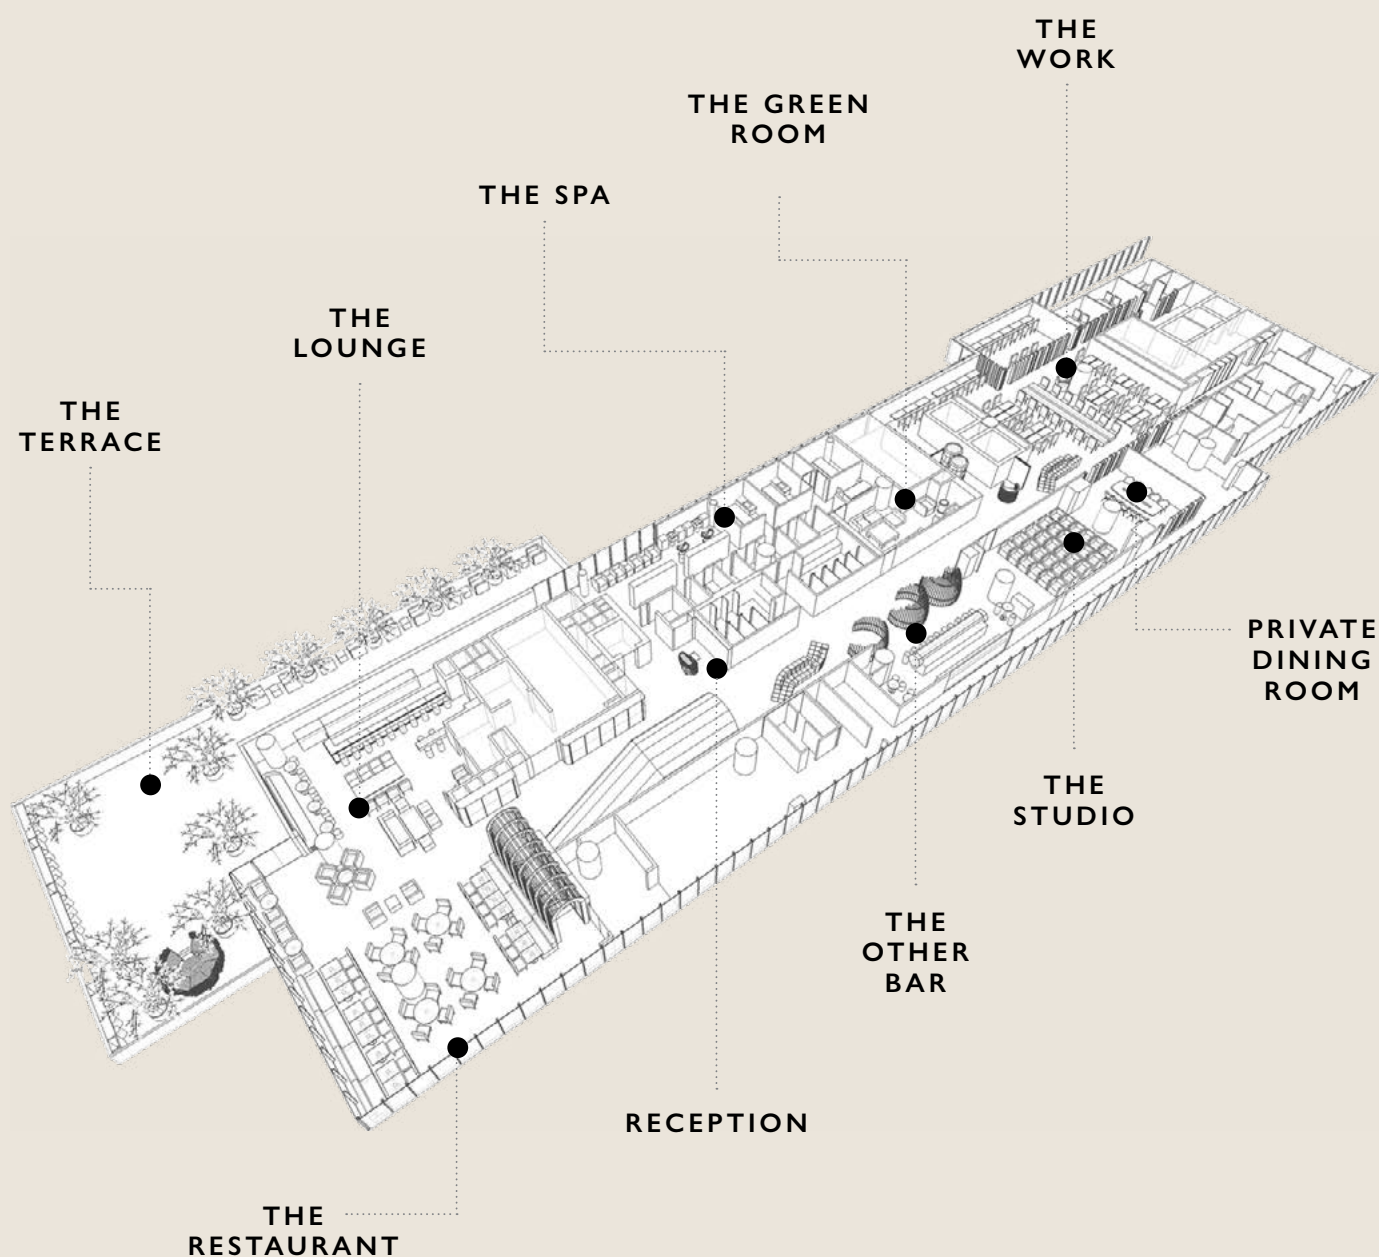 THE
WORK
THE GREEN
ROOM
THE SPA
THE
LOUNGE
THE
TERRACE
PRIVATE
DINING
ROOM
THE
STUDIO
THE
OTHER
BAR
RECEPTION
THE
RESTAURANT